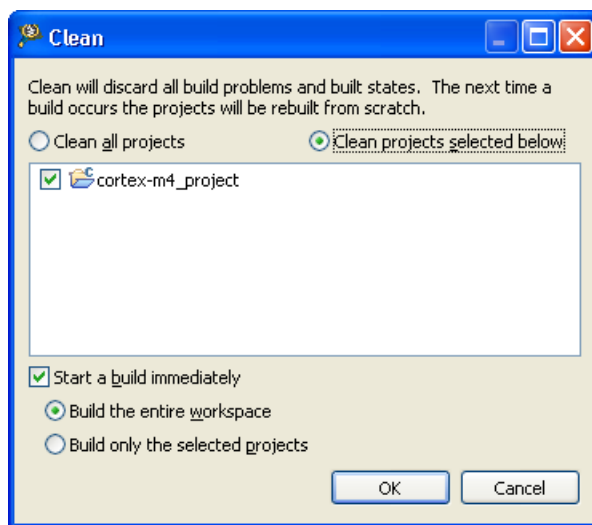 Clean
Clean will discard all build problems and built states. The next time a
build occurs the projects will be rebuilt from scratch.
Clean all projects Clean projects selected below
cortex-m4_project
Start a build immediately
Build the entire workspace
Build only the selected projects
OK Cancel